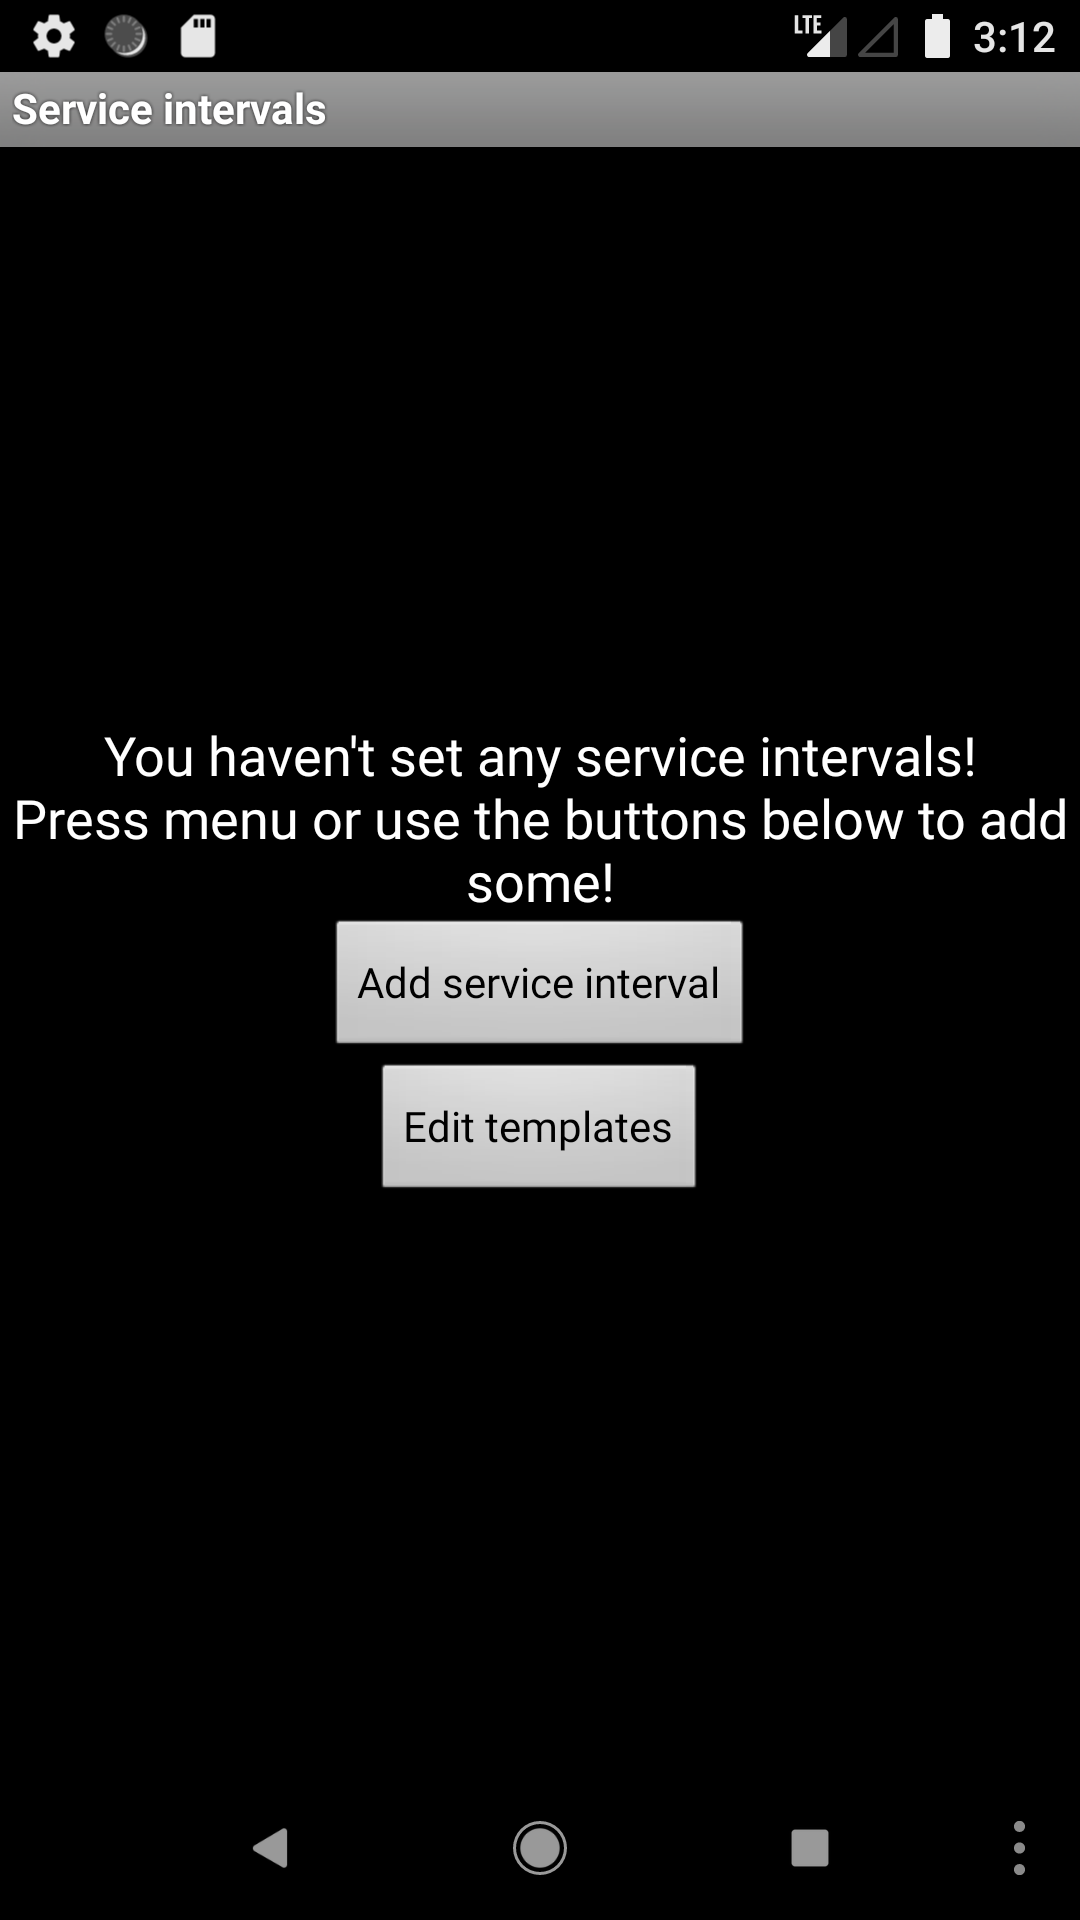 LTE 3:12
Service intervals
You haven't set any service intervals!
Press menu or use the buttons below to add
some!
Add service interval
Edit templates